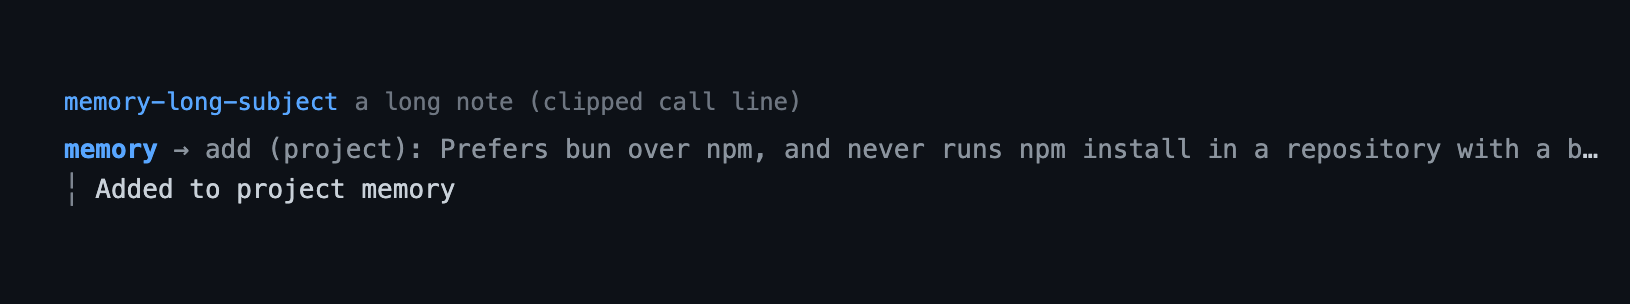 memory-long-subject a long note (clipped call line)
memory → add (project): Prefers bun over npm, and never runs npm install in a repository with a b…
Added to project memory